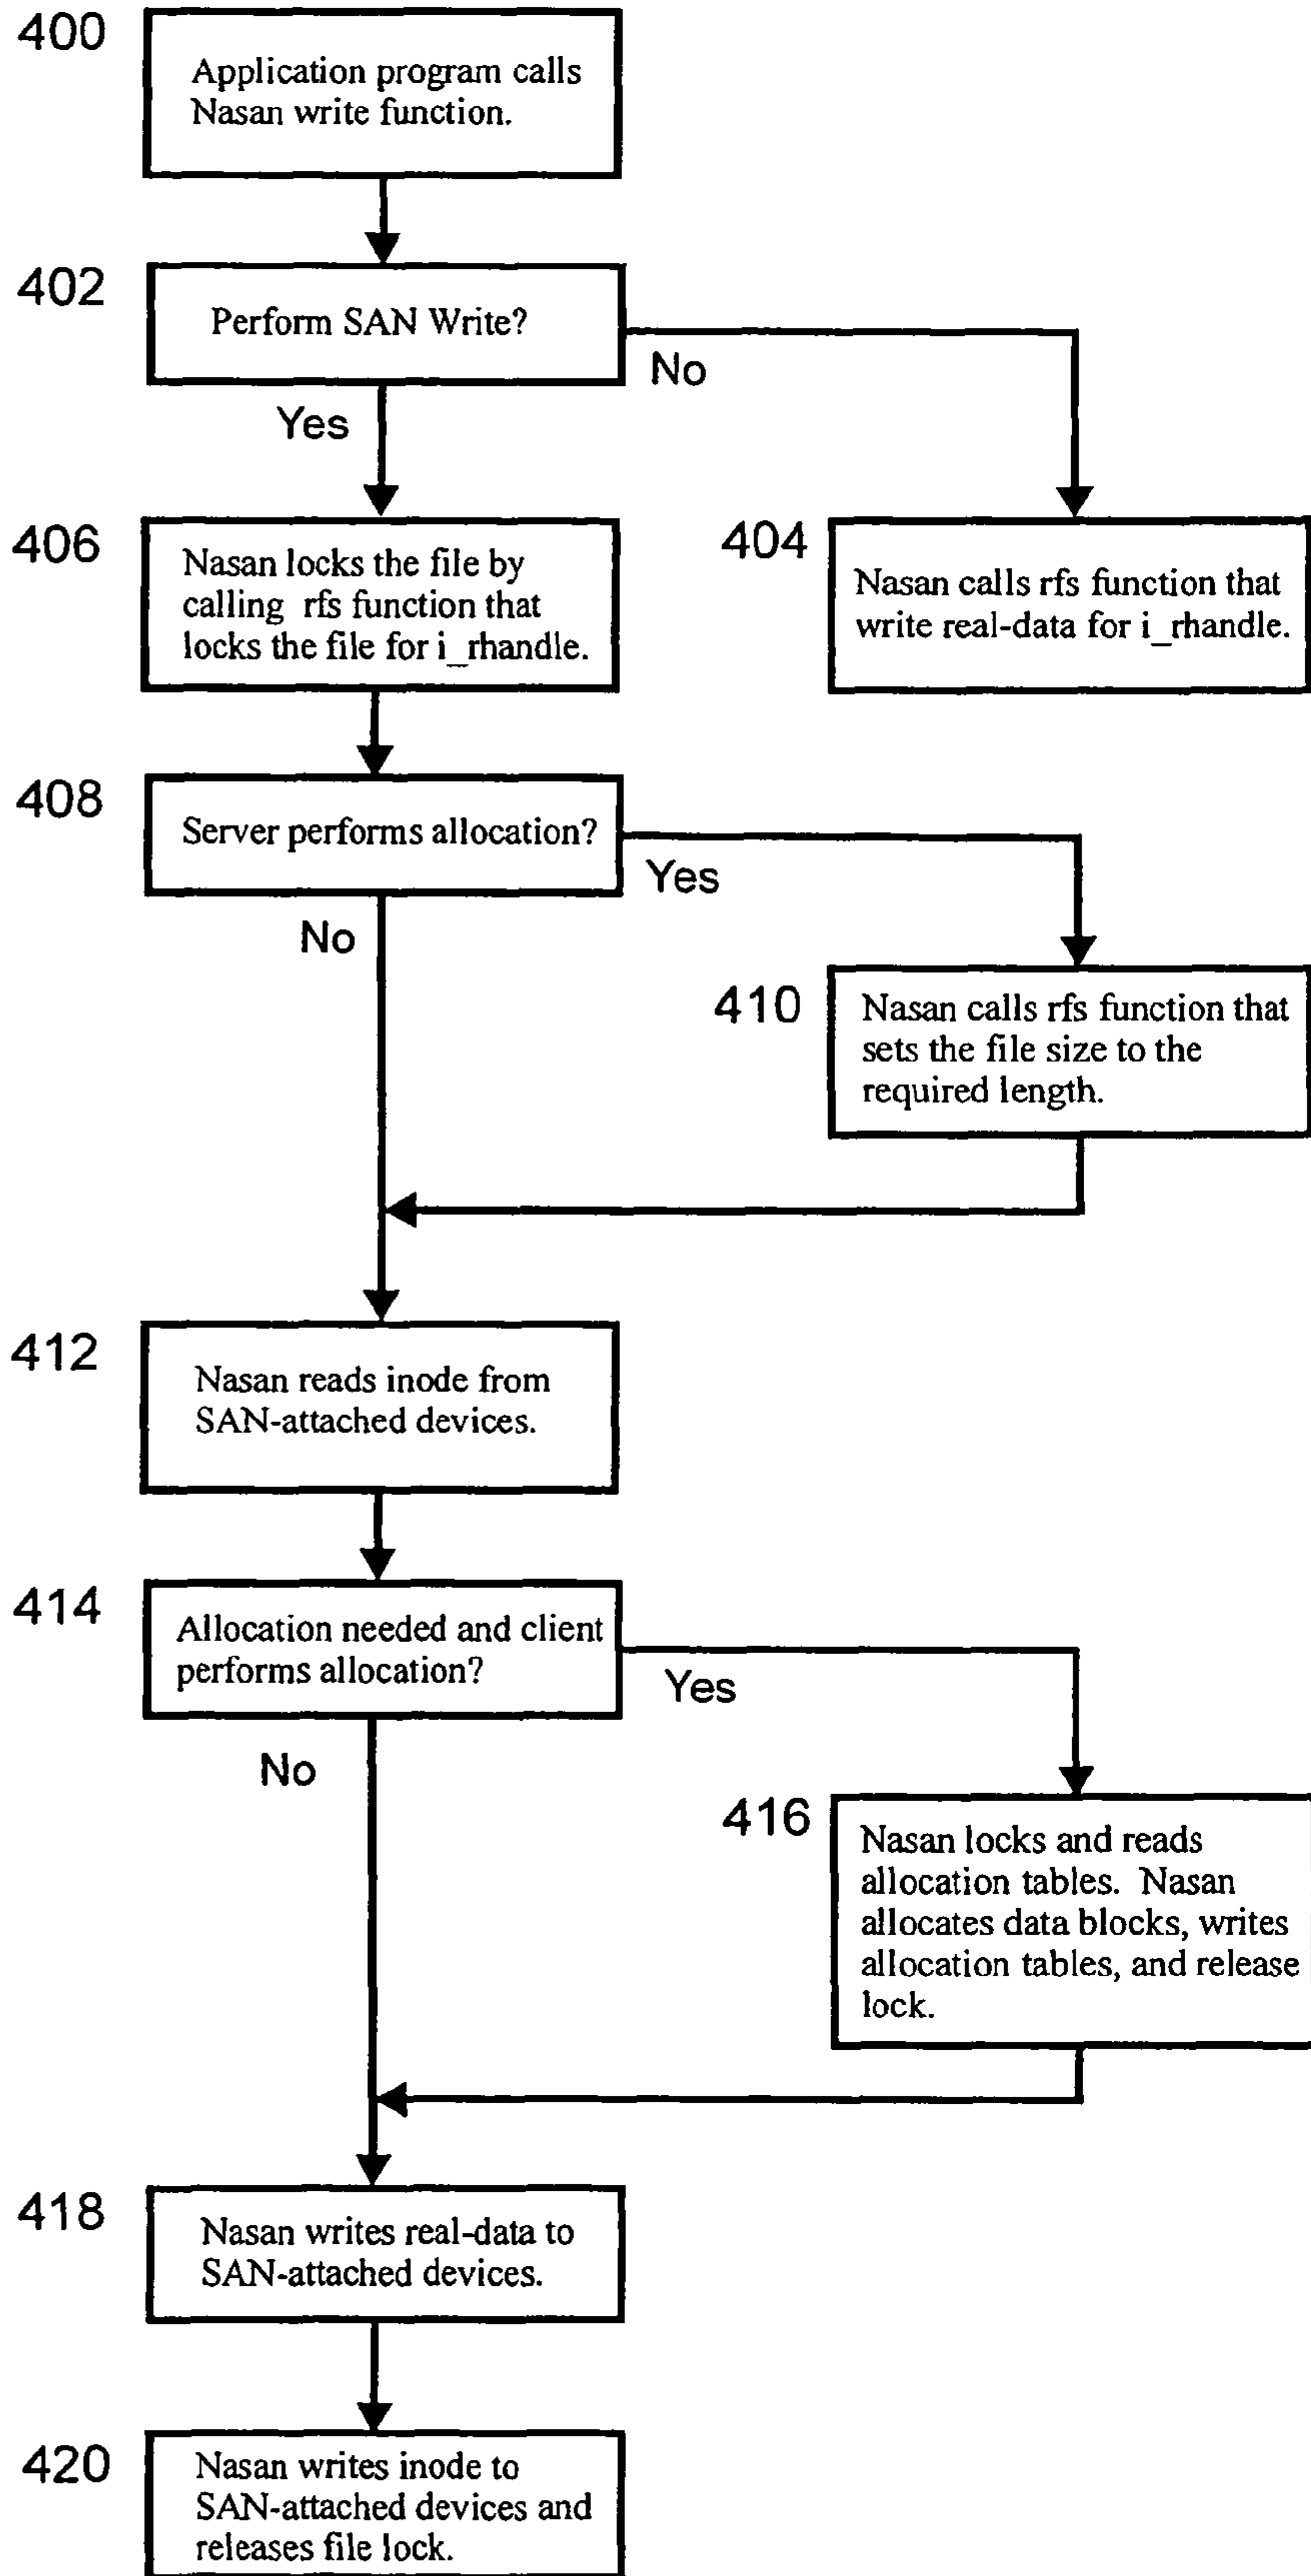 400
Application program calls
Nasan write function.
402
Perform SAN Write?
No
Yes
406
Nasan locks the file by
calling rfs function that
locks the file for i_rhandle.
404
Nasan calls rfs function that
write real-data for i_rhandle.
408
Server performs allocation?
Yes
No
410
Nasan calls rfs function that
sets the file size to the
required length.
412
Nasan reads inode from
SAN-attached devices.
414
Allocation needed and client
performs allocation?
Yes
No
416
Nasan locks and reads
allocation tables. Nasan
allocates data blocks, writes
allocation tables, and release
lock.
418
Nasan writes real-data to
SAN-attached devices.
420
Nasan writes inode to
SAN-attached devices and
releases file lock.